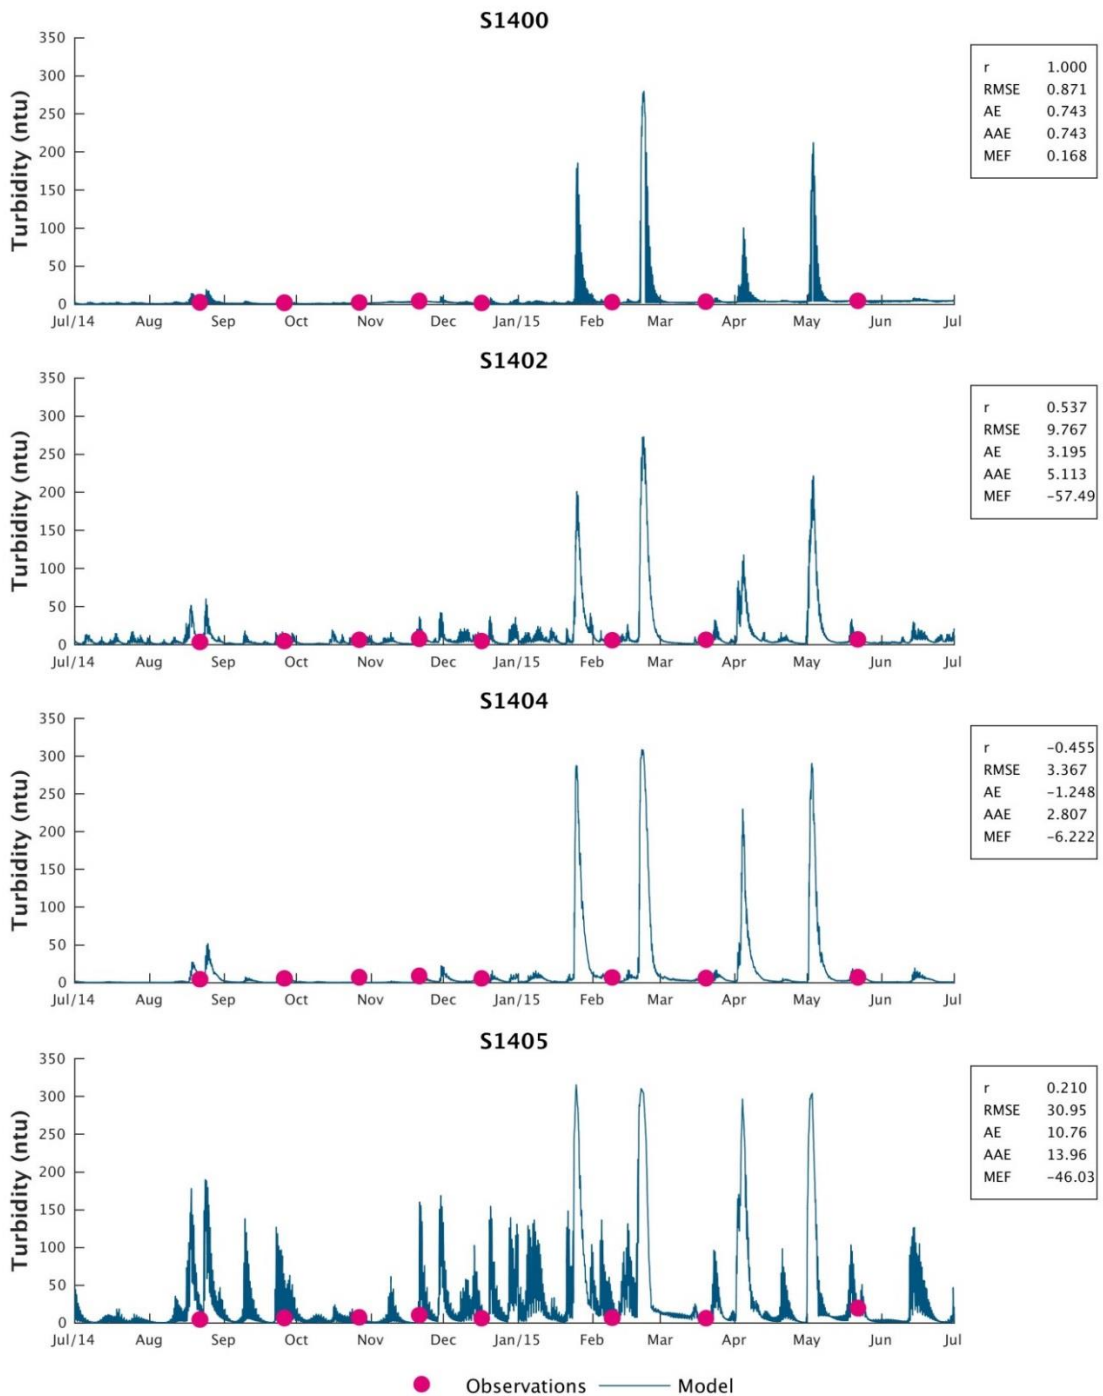 S1400
350
300
250
200
150
100
50
0
Turbidity (ntu)
Jul/14 Aug Sep Oct Nov Dec Jan/15 Feb Mar Apr May Jun Jul
r 1.000
RMSE 0.871
AE 0.743
AAE 0.743
MEF 0.168
S1402
350
300
250
200
150
100
50
0
Turbidity (ntu)
Jul/14 Aug Sep Oct Nov Dec Jan/15 Feb Mar Apr May Jun Jul
r 0.537
RMSE 9.767
AE 3.195
AAE 5.113
MEF −57.49
S1404
350
300
250
200
150
100
50
0
Turbidity (ntu)
Jul/14 Aug Sep Oct Nov Dec Jan/15 Feb Mar Apr May Jun Jul
r −0.455
RMSE 3.367
AE −1.248
AAE 2.807
MEF −6.222
S1405
350
300
250
200
150
100
50
0
Turbidity (ntu)
Jul/14 Aug Sep Oct Nov Dec Jan/15 Feb Mar Apr May Jun Jul
r 0.210
RMSE 30.95
AE 10.76
AAE 13.96
MEF −46.03
Observations Model